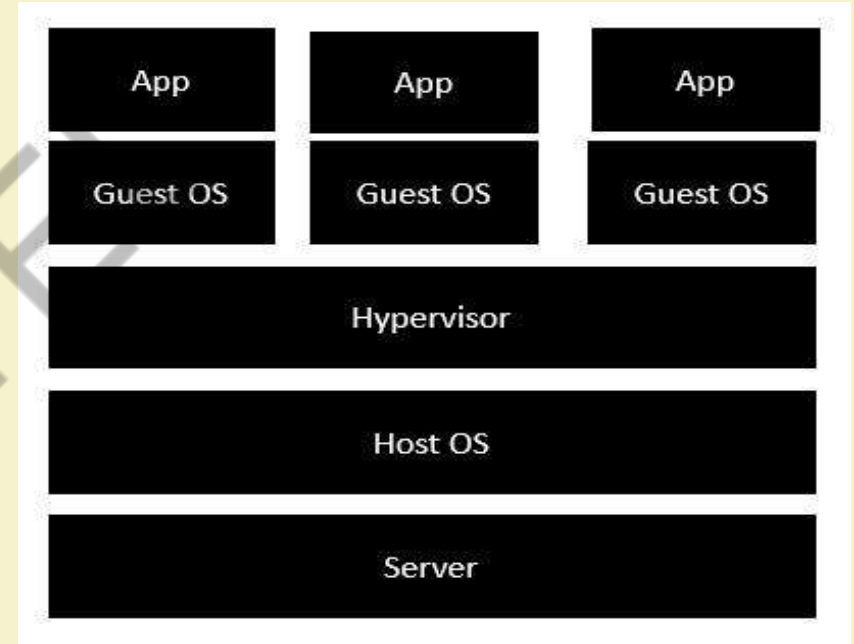 App App App
Guest OS Guest OS Guest OS
Hypervisor
Host OS
Server